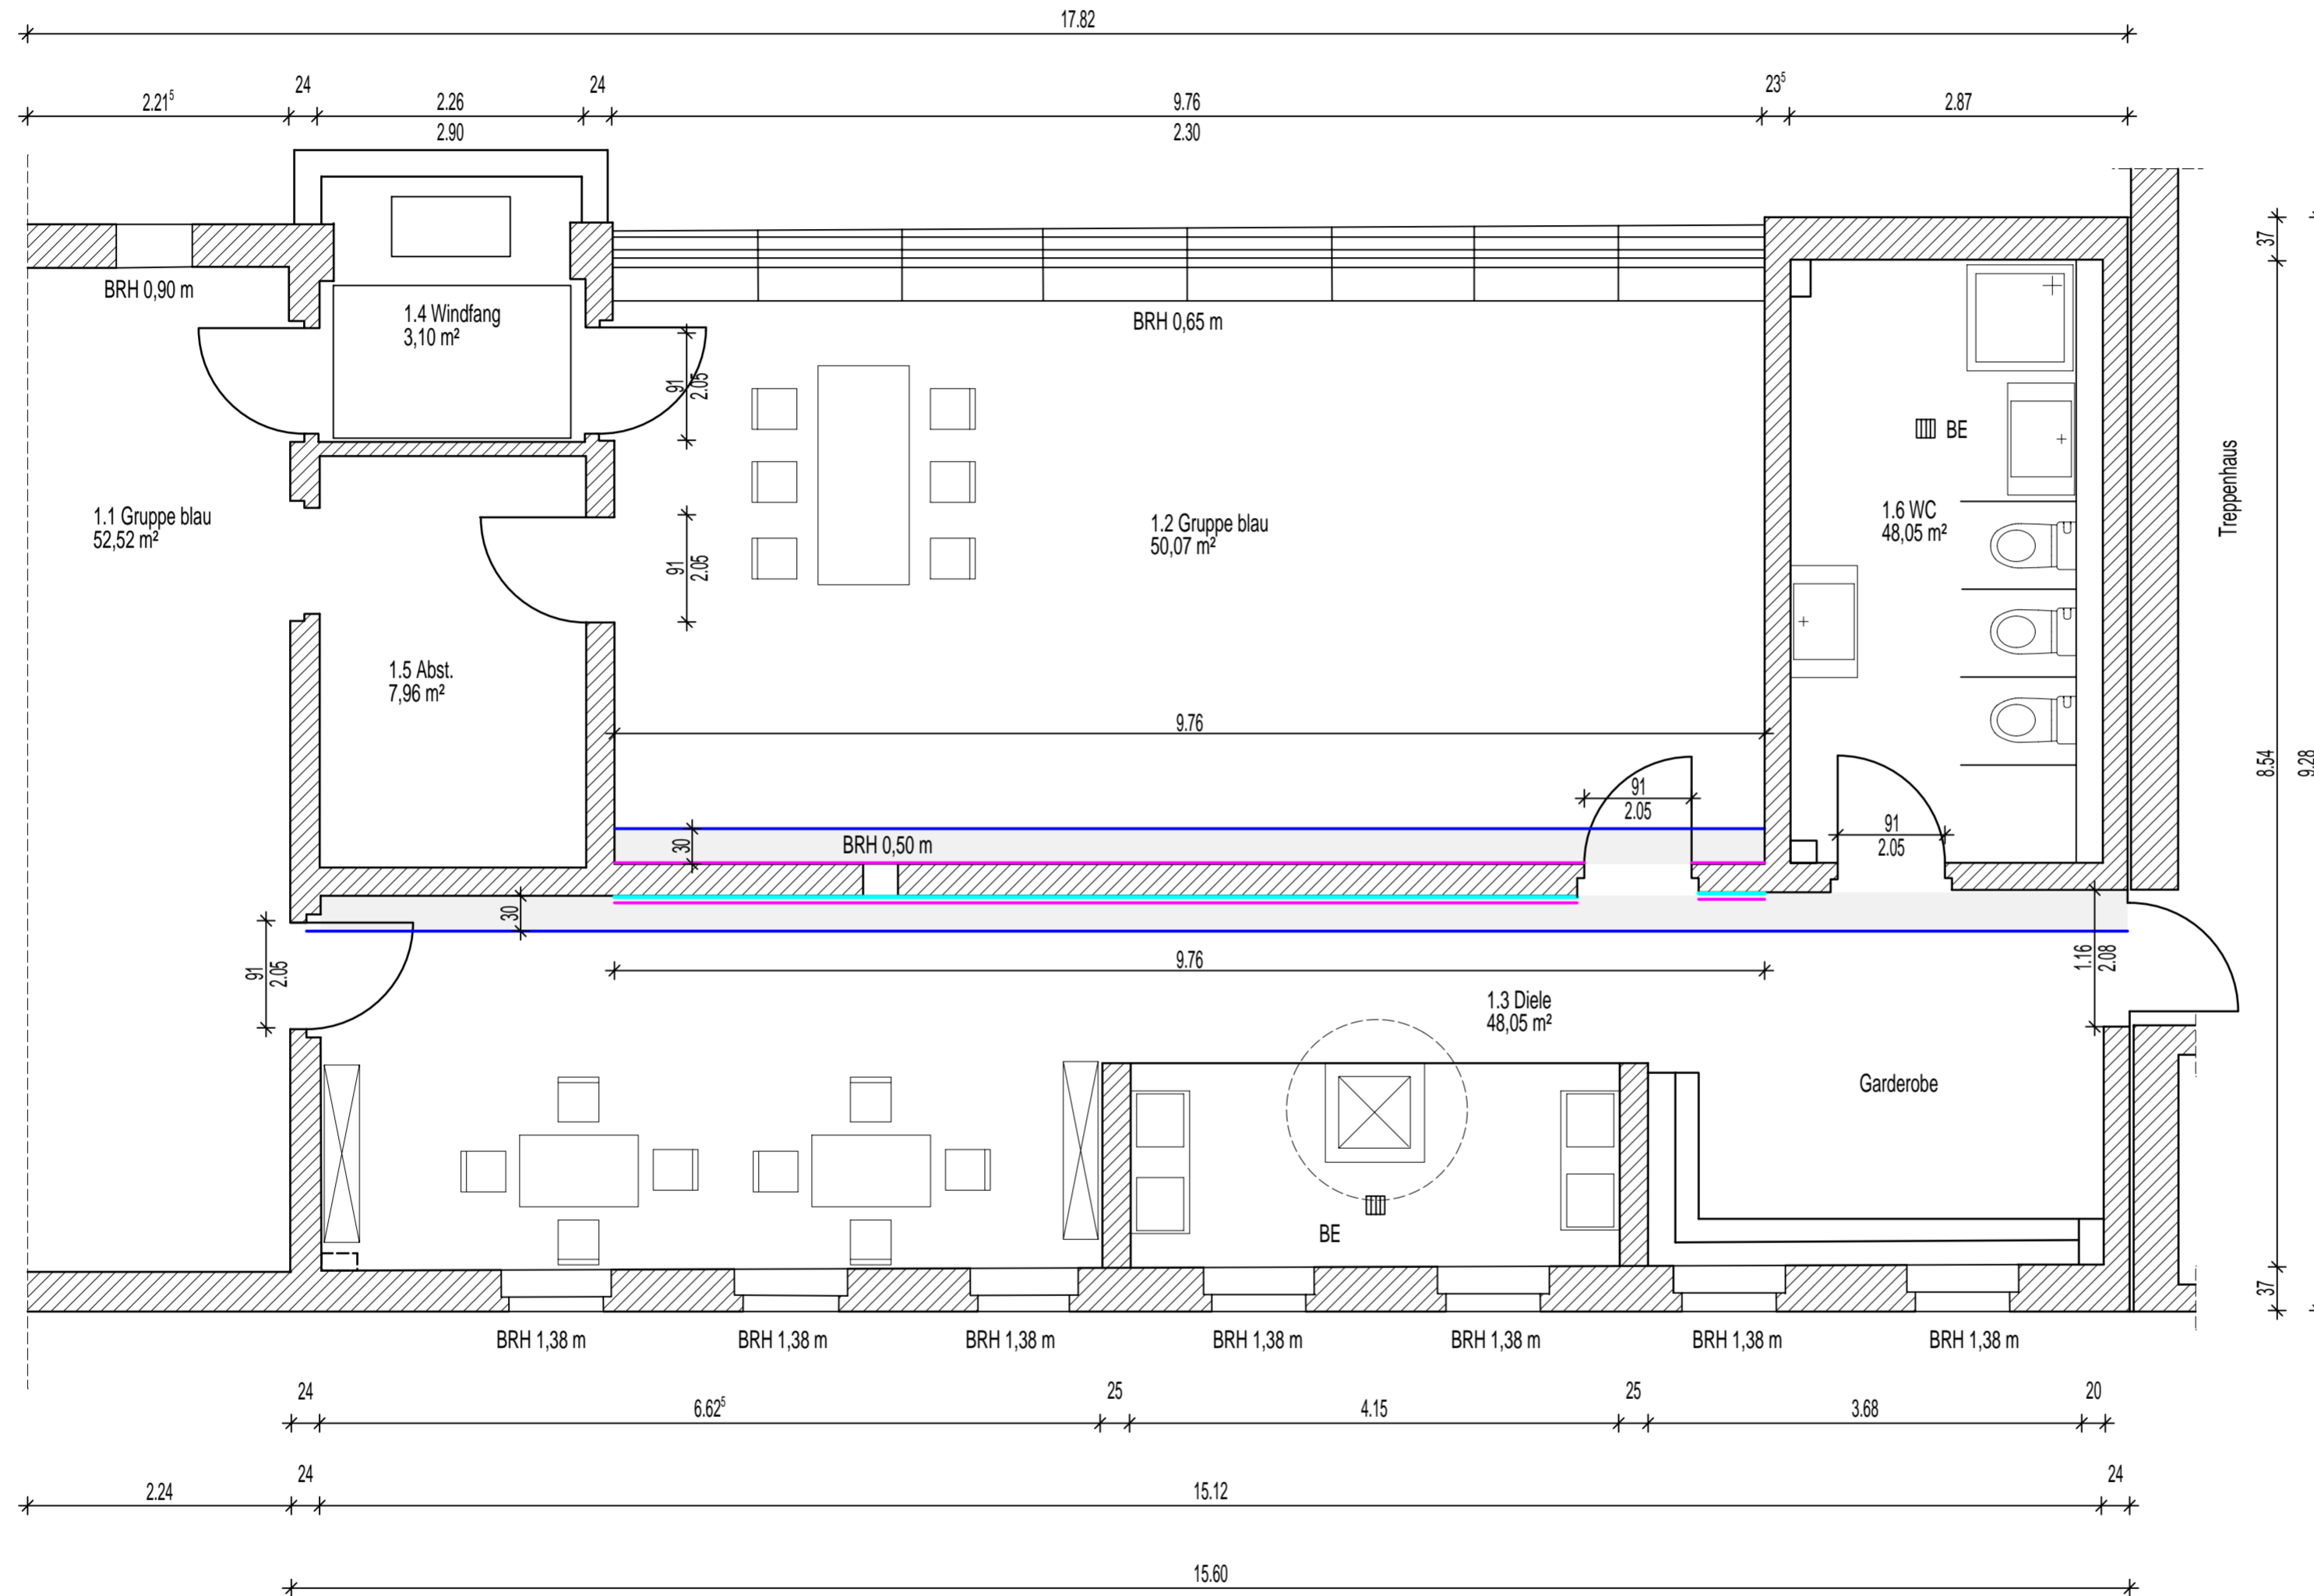 17.82
24
24
23⁵
2.21⁵
2.26
9.76
2.87
2.90
2.30
BRH 0,90 m
1.4 Windfang
3,10 m²
BRH 0,65 m
37
91
2.05
BE
1.1 Gruppe blau
52,52 m²
1.2 Gruppe blau
50,07 m²
1.6 WC
48,05 m²
Treppenhaus
91
2.05
1.5 Abst.
7,96 m²
9.76
8.54
9.28
91
2.05
91
2.05
30
BRH 0,50 m
30
91
2.05
9.76
1.16
2.08
1.3 Diele
48,05 m²
Garderobe
BE
37
BRH 1,38 m
BRH 1,38 m
BRH 1,38 m
BRH 1,38 m
BRH 1,38 m
BRH 1,38 m
BRH 1,38 m
24
25
25
20
6.62⁵
4.15
3.68
24
24
2.24
15.12
15.60